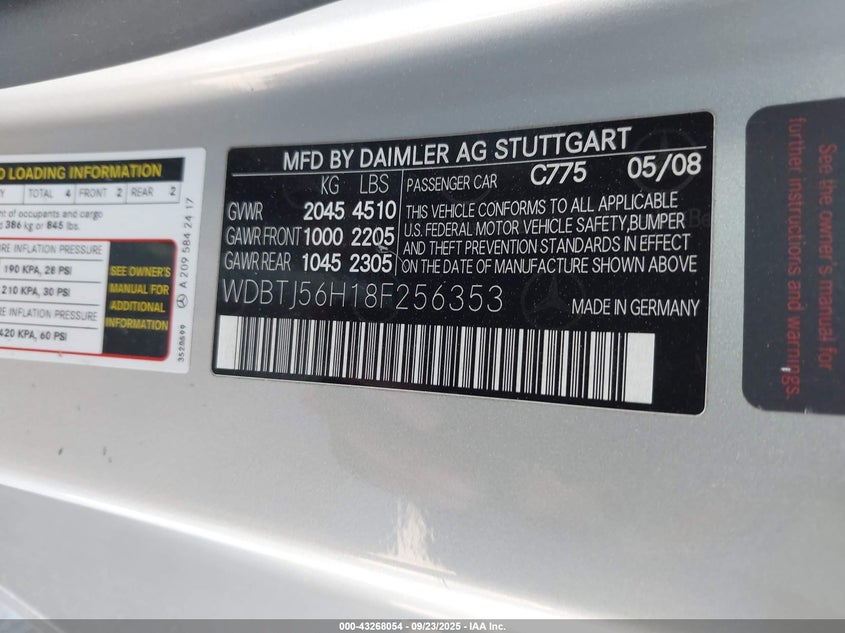 D LOADING INFORMATION
Y TOTAL 4 FRONT 2 REAR 2
nt of occupants and cargo
d 386 kg or 845 lbs.
RE INFLATION PRESSURE
190 KPA, 28 PSI
210 KPA, 30 PSI
RE INFLATION PRESSURE
420 KPA, 60 PSI
SEE OWNER'S
MANUAL FOR
ADDITIONAL
INFORMATION
A 209 584 24 17
MFD BY DAIMLER AG STUTTGART
KG LBS PASSENGER CAR C775 05/08
GVWR 2045 4510
GAWR FRONT 1000 2205
GAWR REAR 1045 2305
THIS VEHICLE CONFORMS TO ALL APPLICABLE
U.S. FEDERAL MOTOR VEHICLE SAFETY,BUMPER
AND THEFT PREVENTION STANDARDS IN EFFECT
ON THE DATE OF MANUFACTURE SHOWN ABOVE
WDBTJ56H18F256353
MADE IN GERMANY
See the owner's manual for
further instructions and warnings.
000-43268054 - 09/23/2025 - IAA Inc.